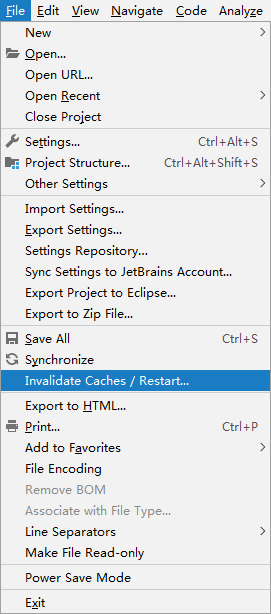 File Edit View Navigate Code Analyze
New
Open...
Open URL...
Open Recent
Close Project
Settings... Ctrl+Alt+S
Project Structure... Ctrl+Alt+Shift+S
Other Settings
Import Settings...
Export Settings...
Settings Repository...
Sync Settings to JetBrains Account...
Export Project to Eclipse...
Export to Zip File...
Save All Ctrl+S
Synchronize
Invalidate Caches / Restart...
Export to HTML...
Print... Ctrl+P
Add to Favorites
File Encoding
Remove BOM
Associate with File Type...
Line Separators
Make File Read-only
Power Save Mode
Exit